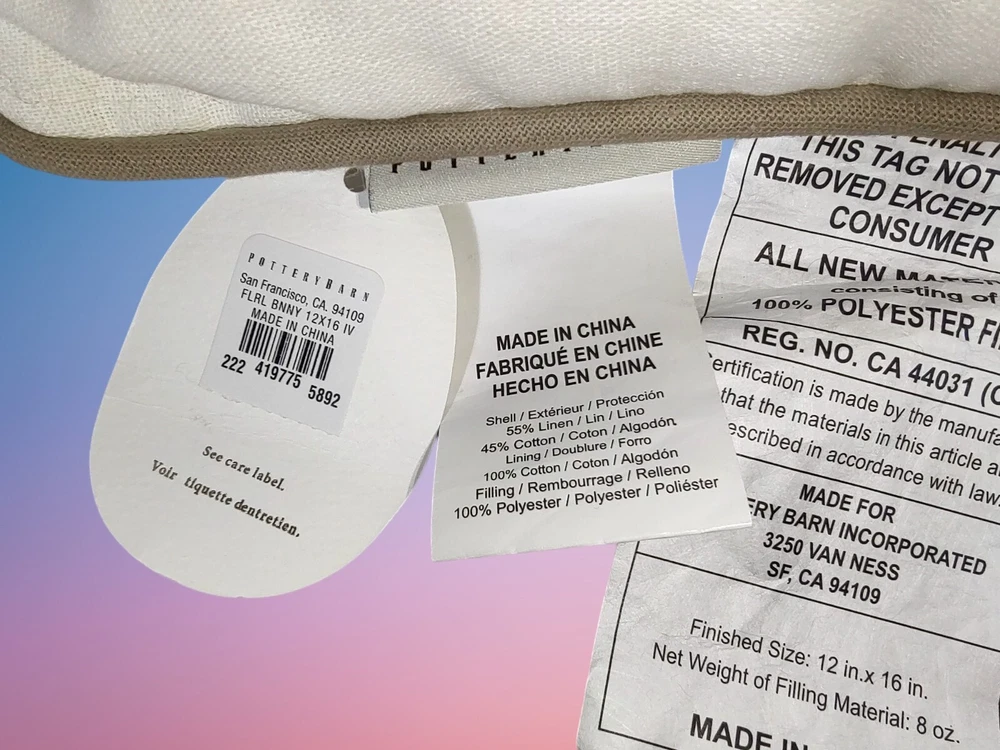 POTTERYBARN
San Francisco, CA. 94109
FLRL BNNY 12X16 IV
MADE IN CHINA
222 419775 5892
See care label.
Voir tiquette dentretien.
MADE IN CHINA
FABRIQUÉ EN CHINE
HECHO EN CHINA
Shell / Extérieur / Protección
55% Linen / Lin / Lino
45% Cotton / Coton / Algodón
Lining / Doublure / Forro
100% Cotton / Coton / Algodón
Filling / Rembourrage / Relleno
100% Polyester / Polyester / Poliéster
THIS TAG NOT
REMOVED EXCEPT
CONSUMER
ALL NEW
consisting of
100% POLYESTER
REG. NO. CA 44031
is made by the
that the materials in this article
in accordance with law
MADE FOR
BARN INCORPORATED
3250 VAN NESS
SF, CA 94109
Finished Size: 12 in.x 16 in.
Net Weight of Filling Material: 8 oz.
MADE IN